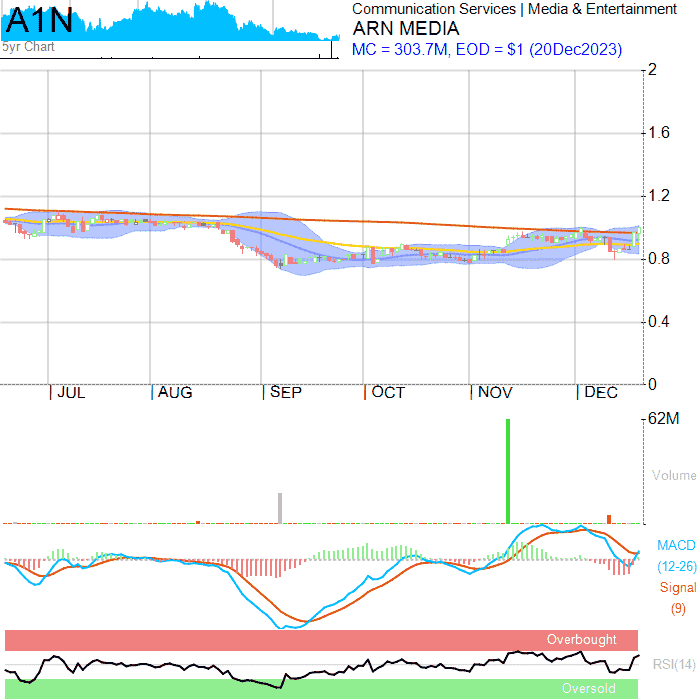 A1N
5yr Chart
Communication Services | Media & Entertainment
ARN MEDIA
MC = 303.7M, EOD = $1 (20Dec2023)
2
1.6
1.2
0.8
0.4
0
JUL AUG SEP OCT NOV DEC
62M
Volume
MACD
(12-26)
Signal
(9)
Overbought
RSI(14)
Oversold